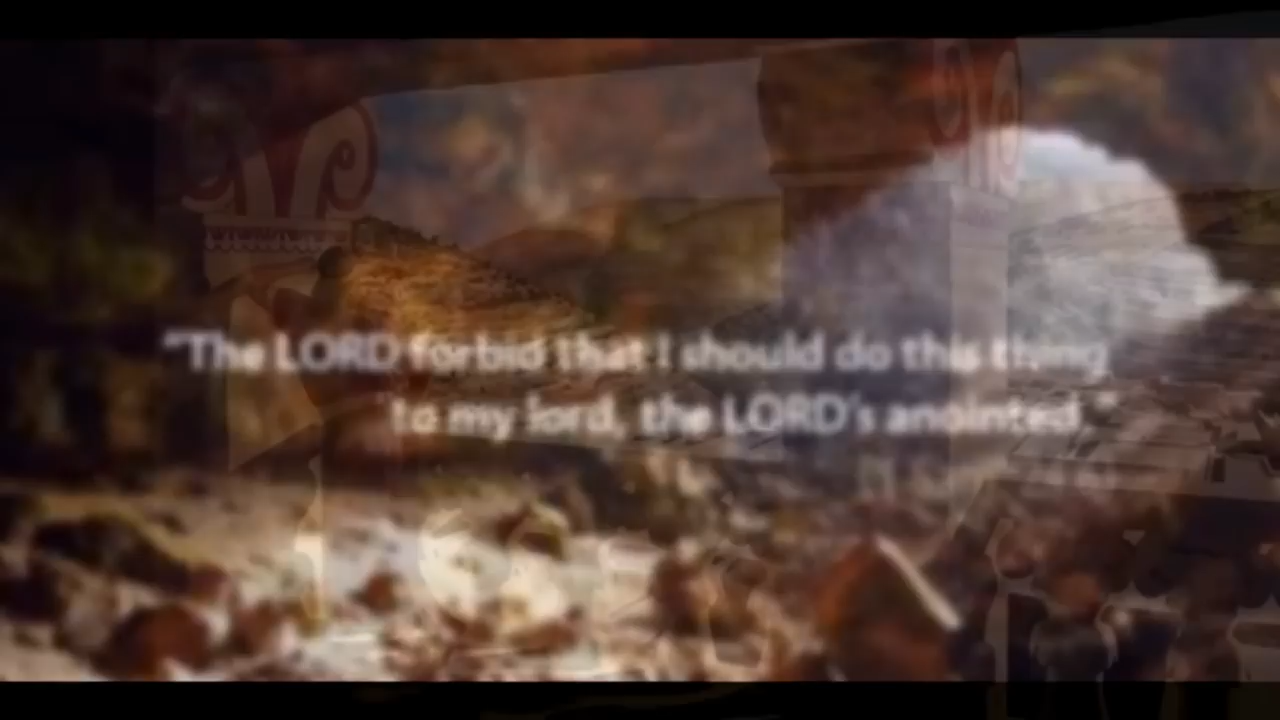 "The LORD forbid that I should do this thing
to my lord, the LORD's anointed."